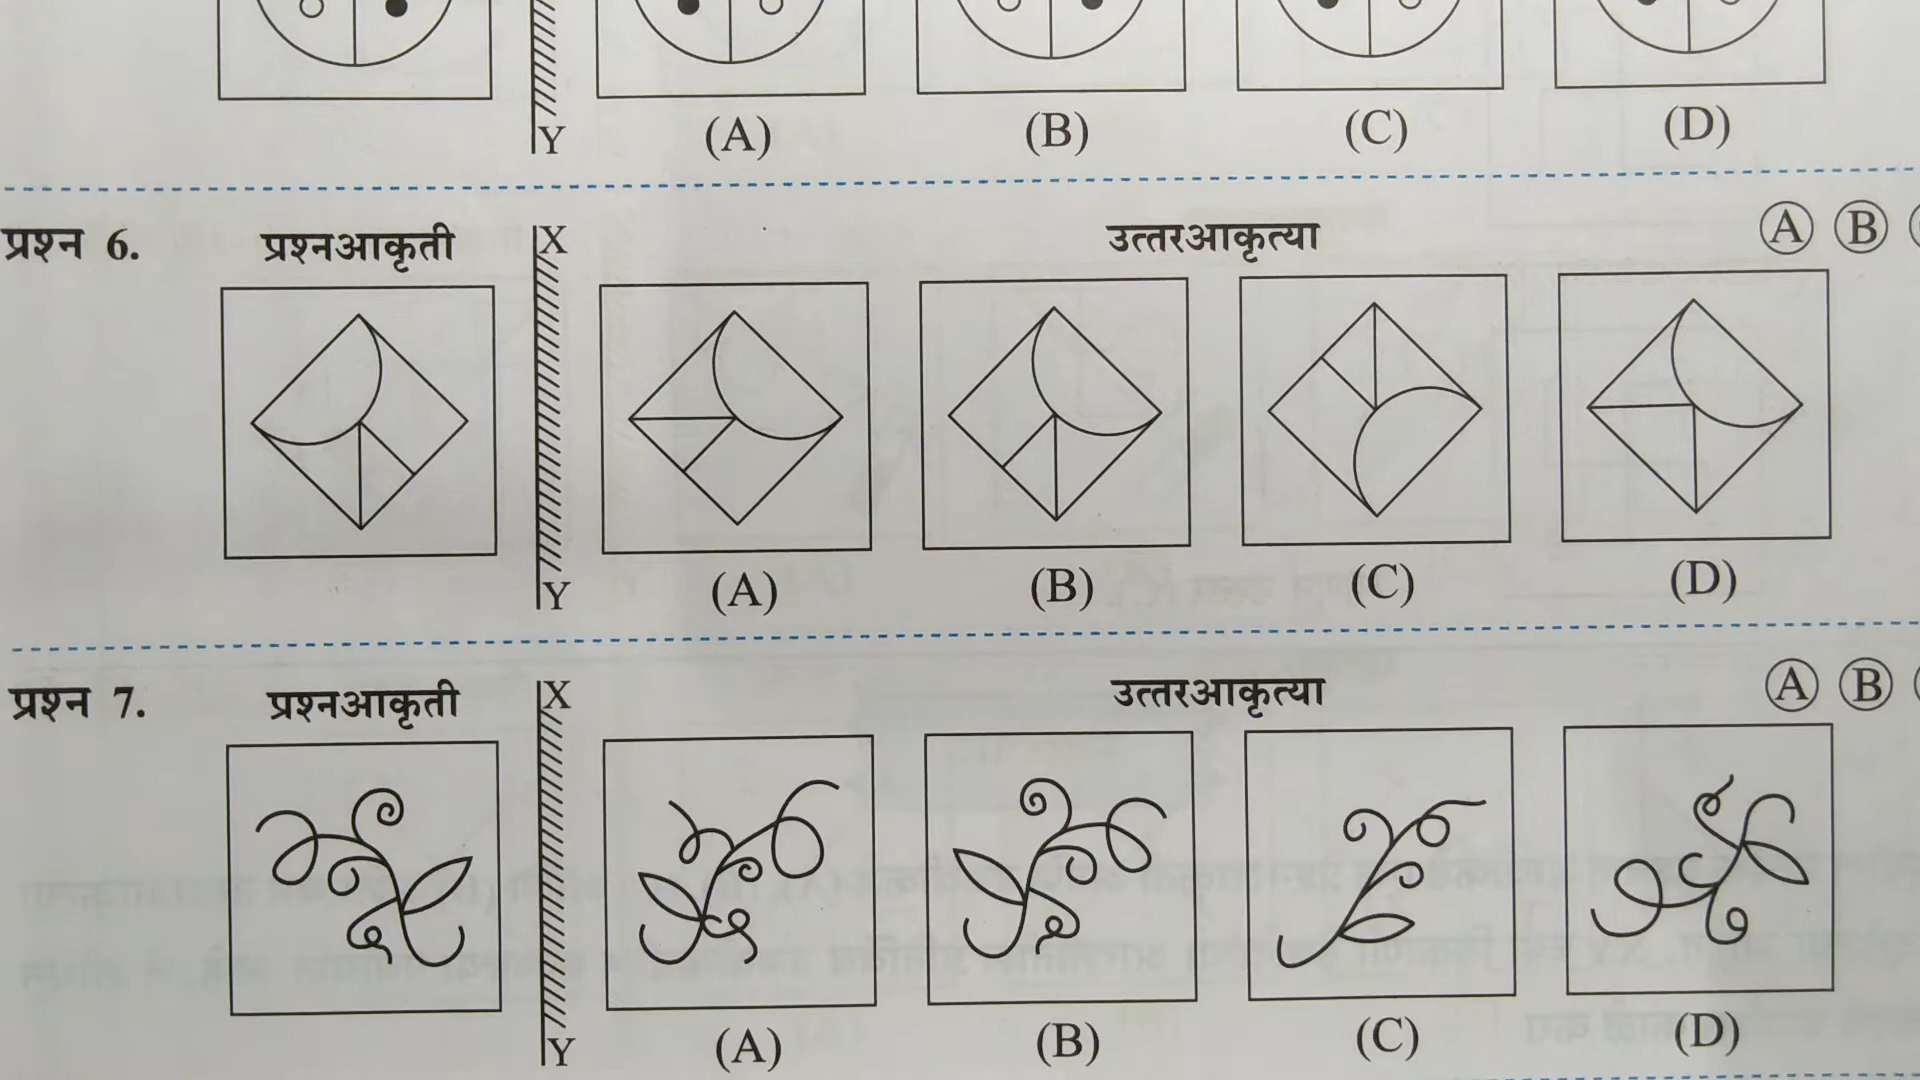 Y
(A) (B) (C) (D)
प्रश्न 6. प्रश्नआकृती X उत्तरआकृत्या A B
Y
(A) (B) (C) (D)
प्रश्न 7. प्रश्नआकृती X उत्तरआकृत्या A B
Y
(A) (B) (C) (D)